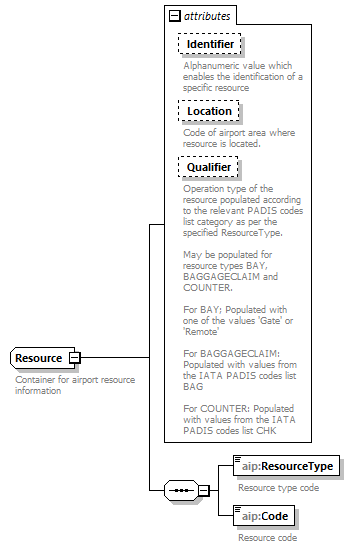 attributes
Identifier
Alphanumeric value which
enables the identification of a
specific resource
Location
Code of airport area where
resource is located.
Qualifier
Operation type of the
resource populated according
to the relevant PADIS codes
list category as per the
specified ResourceType.
May be populated for
resource types BAY,
BAGGAGECLAIM and
COUNTER.
For BAY; Populated with
one of the values 'Gate' or
'Remote'
For BAGGAGECLAIM:
Populated with values from
the IATA PADIS codes list
BAG
For COUNTER: Populated
with values from the IATA
PADIS codes list CHK
Resource
Container for airport resource
information
aip:ResourceType
Resource type code
aip:Code
Resource code